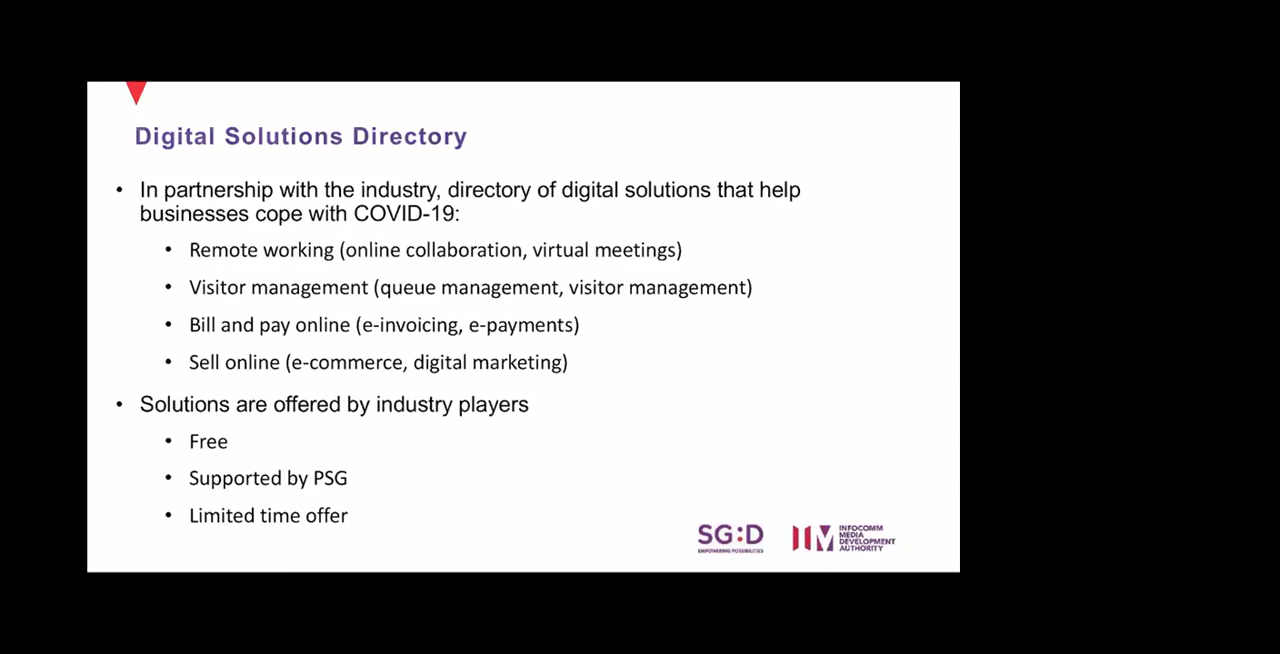 Digital Solutions Directory
• In partnership with the industry, directory of digital solutions that help
businesses cope with COVID-19:
• Remote working (online collaboration, virtual meetings)
• Visitor management (queue management, visitor management)
• Bill and pay online (e-invoicing, e-payments)
• Sell online (e-commerce, digital marketing)
• Solutions are offered by industry players
• Free
• Supported by PSG
• Limited time offer
SG:D
EMPOWERING POSSIBILITIES
INFOCOMM
MEDIA
DEVELOPMENT
AUTHORITY